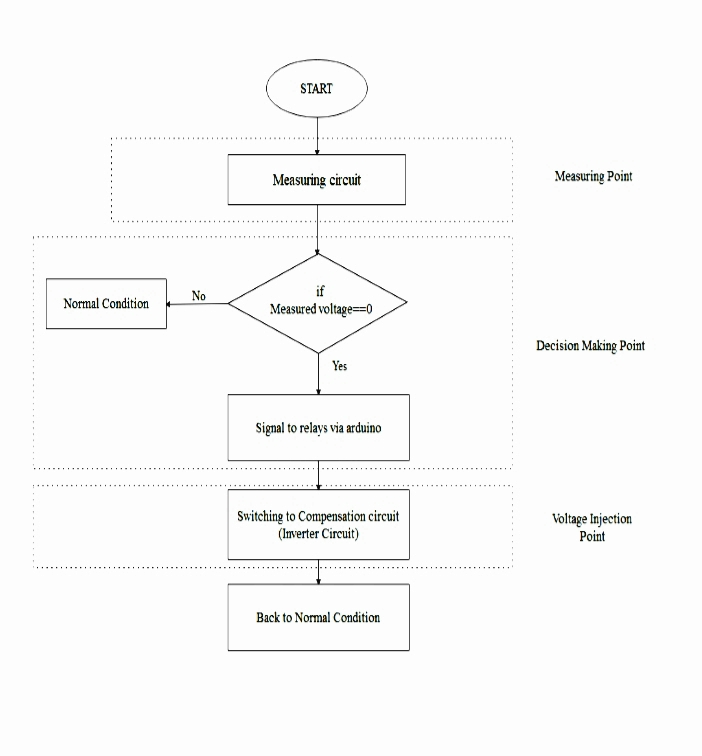 START
Measuring circuit
Measuring Point
if
Measured voltage==0
No
Normal Condition
Decision Making Point
Yes
Signal to relays via arduino
Switching to Compensation circuit
(Inverter Circuit)
Voltage Injection
Point
Back to Normal Condition